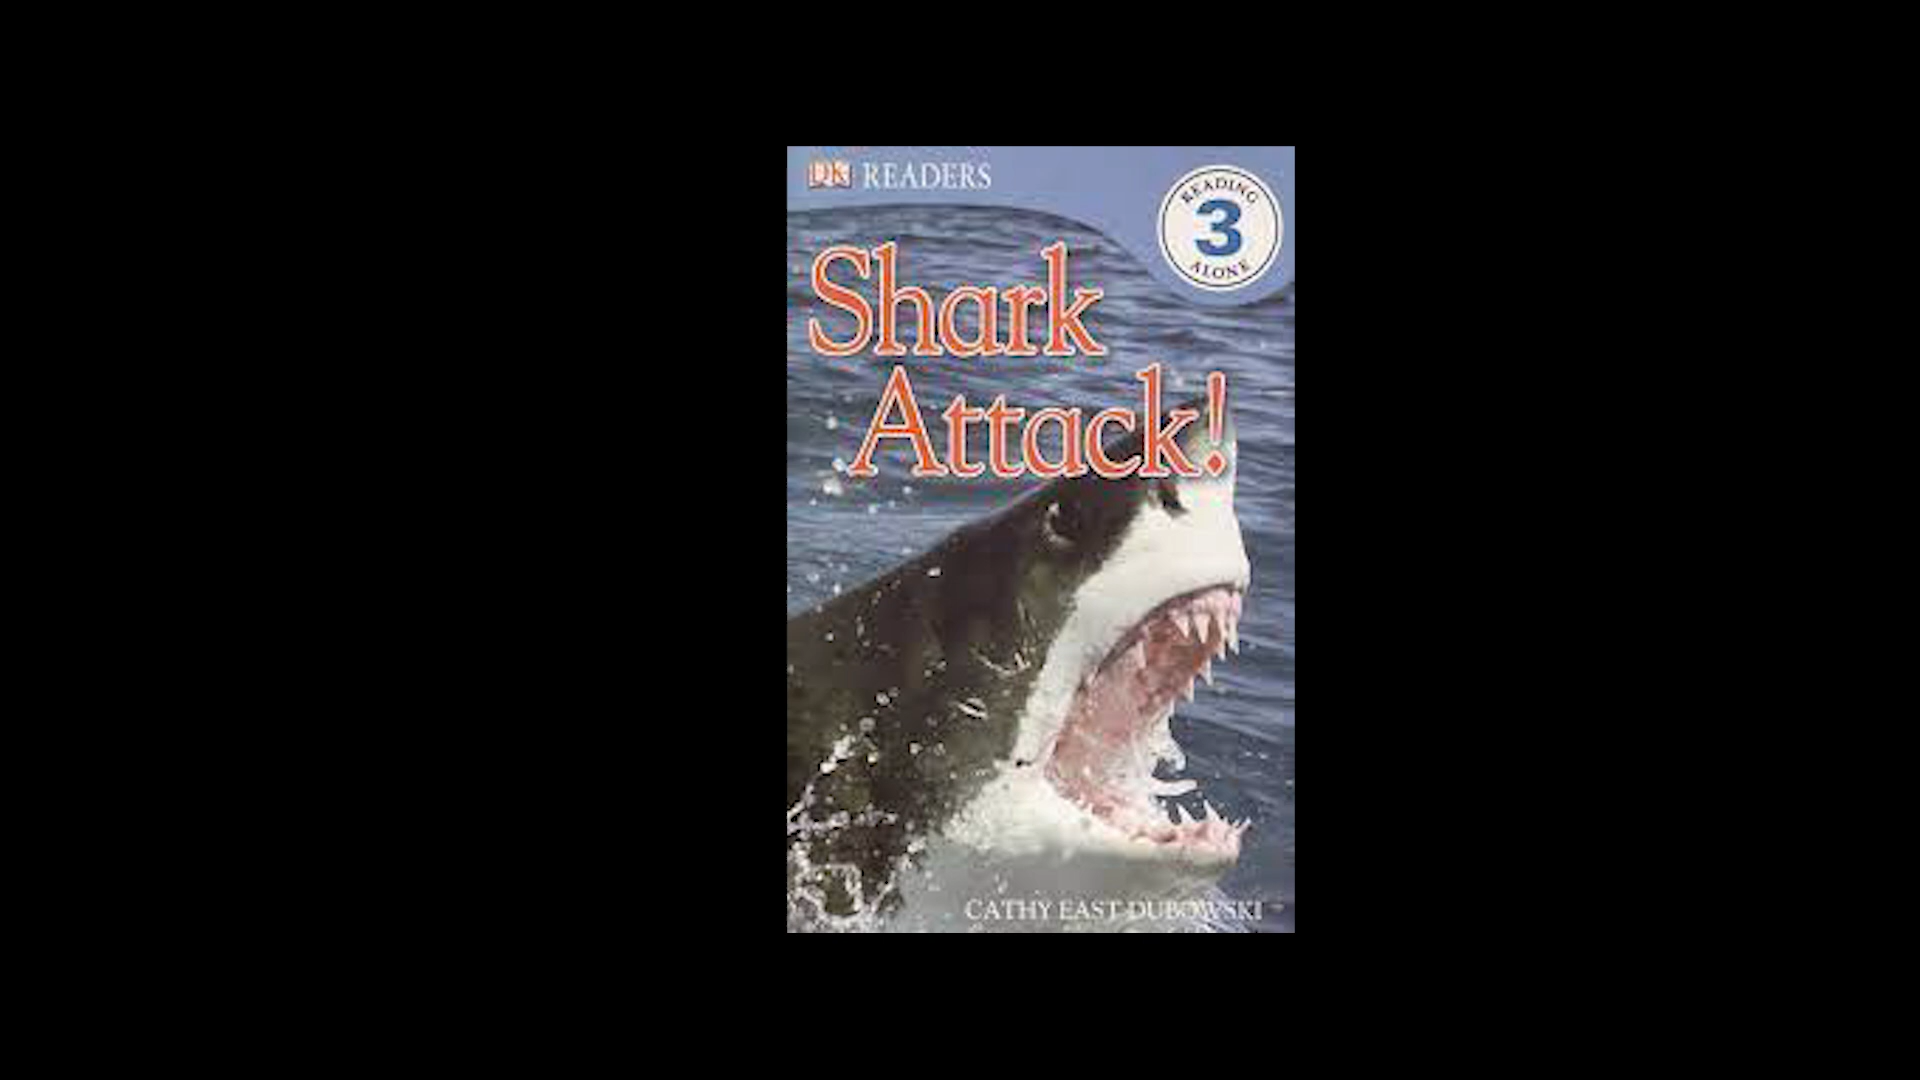 DK READERS
READING
3
ALONE
Shark
Attack!
CATHY EAST DUBOWSKI